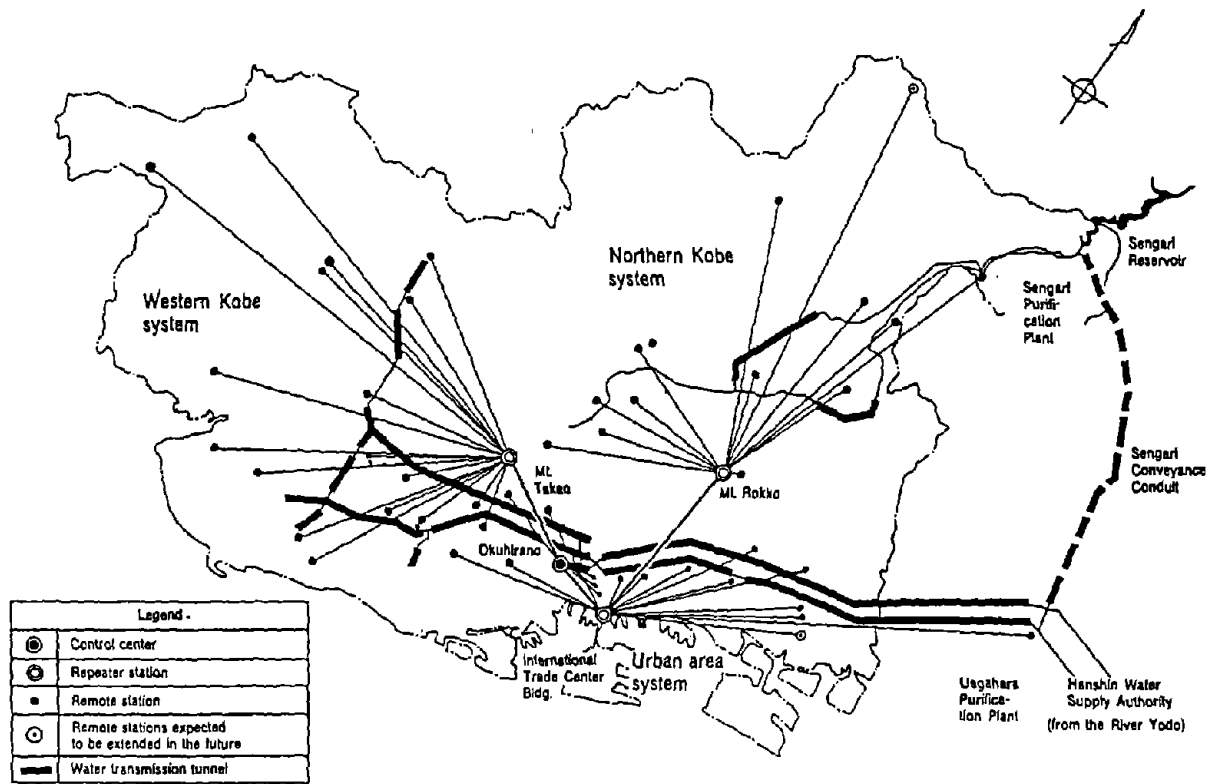 Northern Kobe
system
Western Kobe
system
Sengari
Reservoir
Sengari
Purifi-
cation
Plant
Sengari
Conveyance
Conduit
Mt.
Takao
Mt. Rokko
Okuhirano
International
Trade Center
Bldg.
Urban area
system
Uegahara
Purifica-
tion Plant
Hanshin Water
Supply Authority
(from the River Yodo)
Legend
Control center
Repeater station
Remote station
Remote stations expected
to be extended in the future
Water transmission tunnel